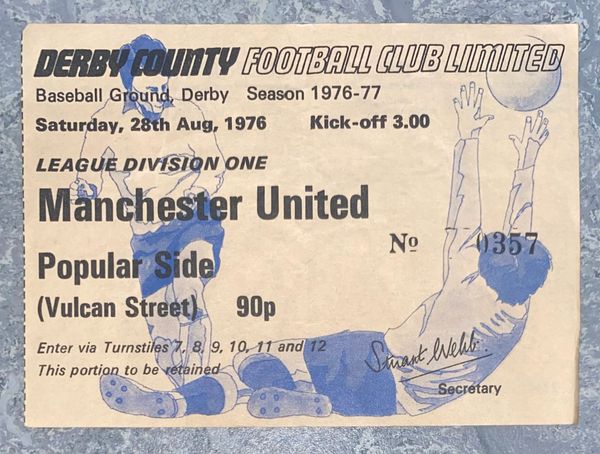 DERBY COUNTY FOOTBALL CLUB LIMITED
Baseball Ground, Derby Season 1976-77
Saturday, 28th Aug, 1976 Kick-off 3.00
LEAGUE DIVISION ONE
Manchester United
Nº 0357
Popular Side
(Vulcan Street) 90p
Enter via Turnstiles 7, 8, 9, 10, 11 and 12
This portion to be retained
Stuart Webb.
Secretary